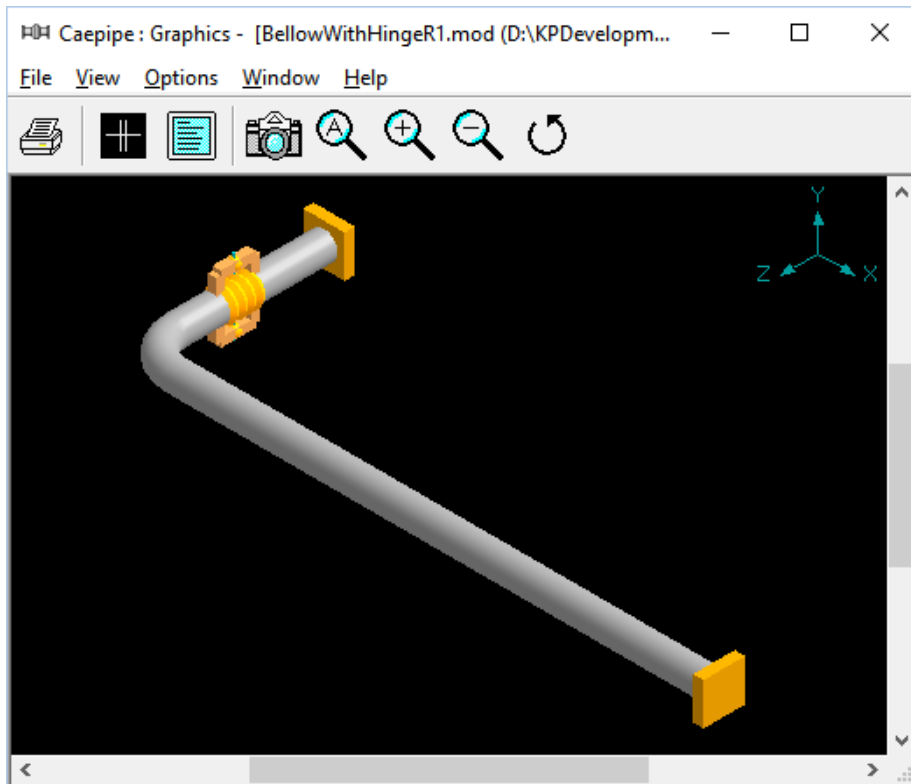 Caepipe : Graphics - [BellowWithHingeR1.mod (D:\KPDevelopm...
File View Options Window Help
A
Y
Z
X